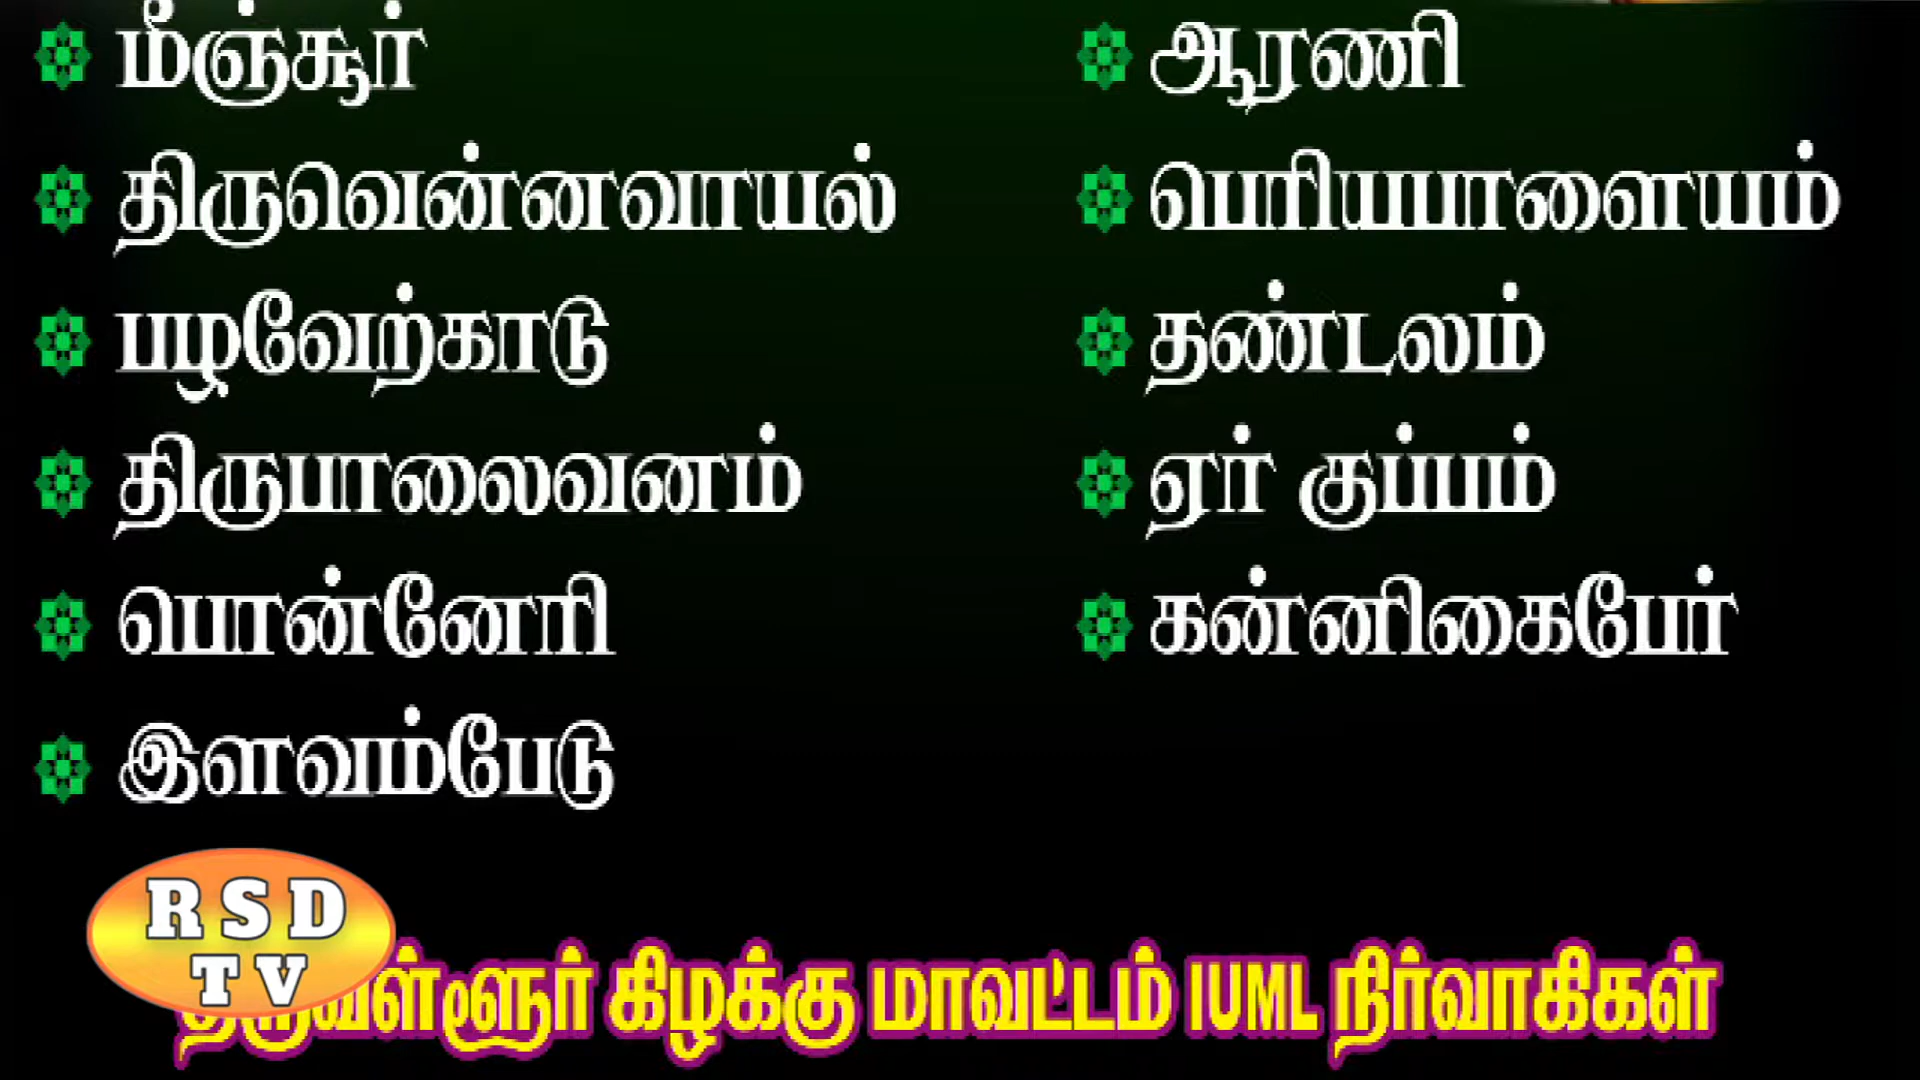 மீஞ்சூர்
திருவென்னவாயல்
பழவேற்காடு
திருபாலைவனம்
பொன்னேரி
இளவம்பேடு
ஆரணி
பெரியபாளையம்
தண்டலம்
ஏர் குப்பம்
கன்னிகைபேர்
RSD
TV
திருவள்ளூர் கிழக்கு மாவட்டம் IUML நிர்வாகிகள்